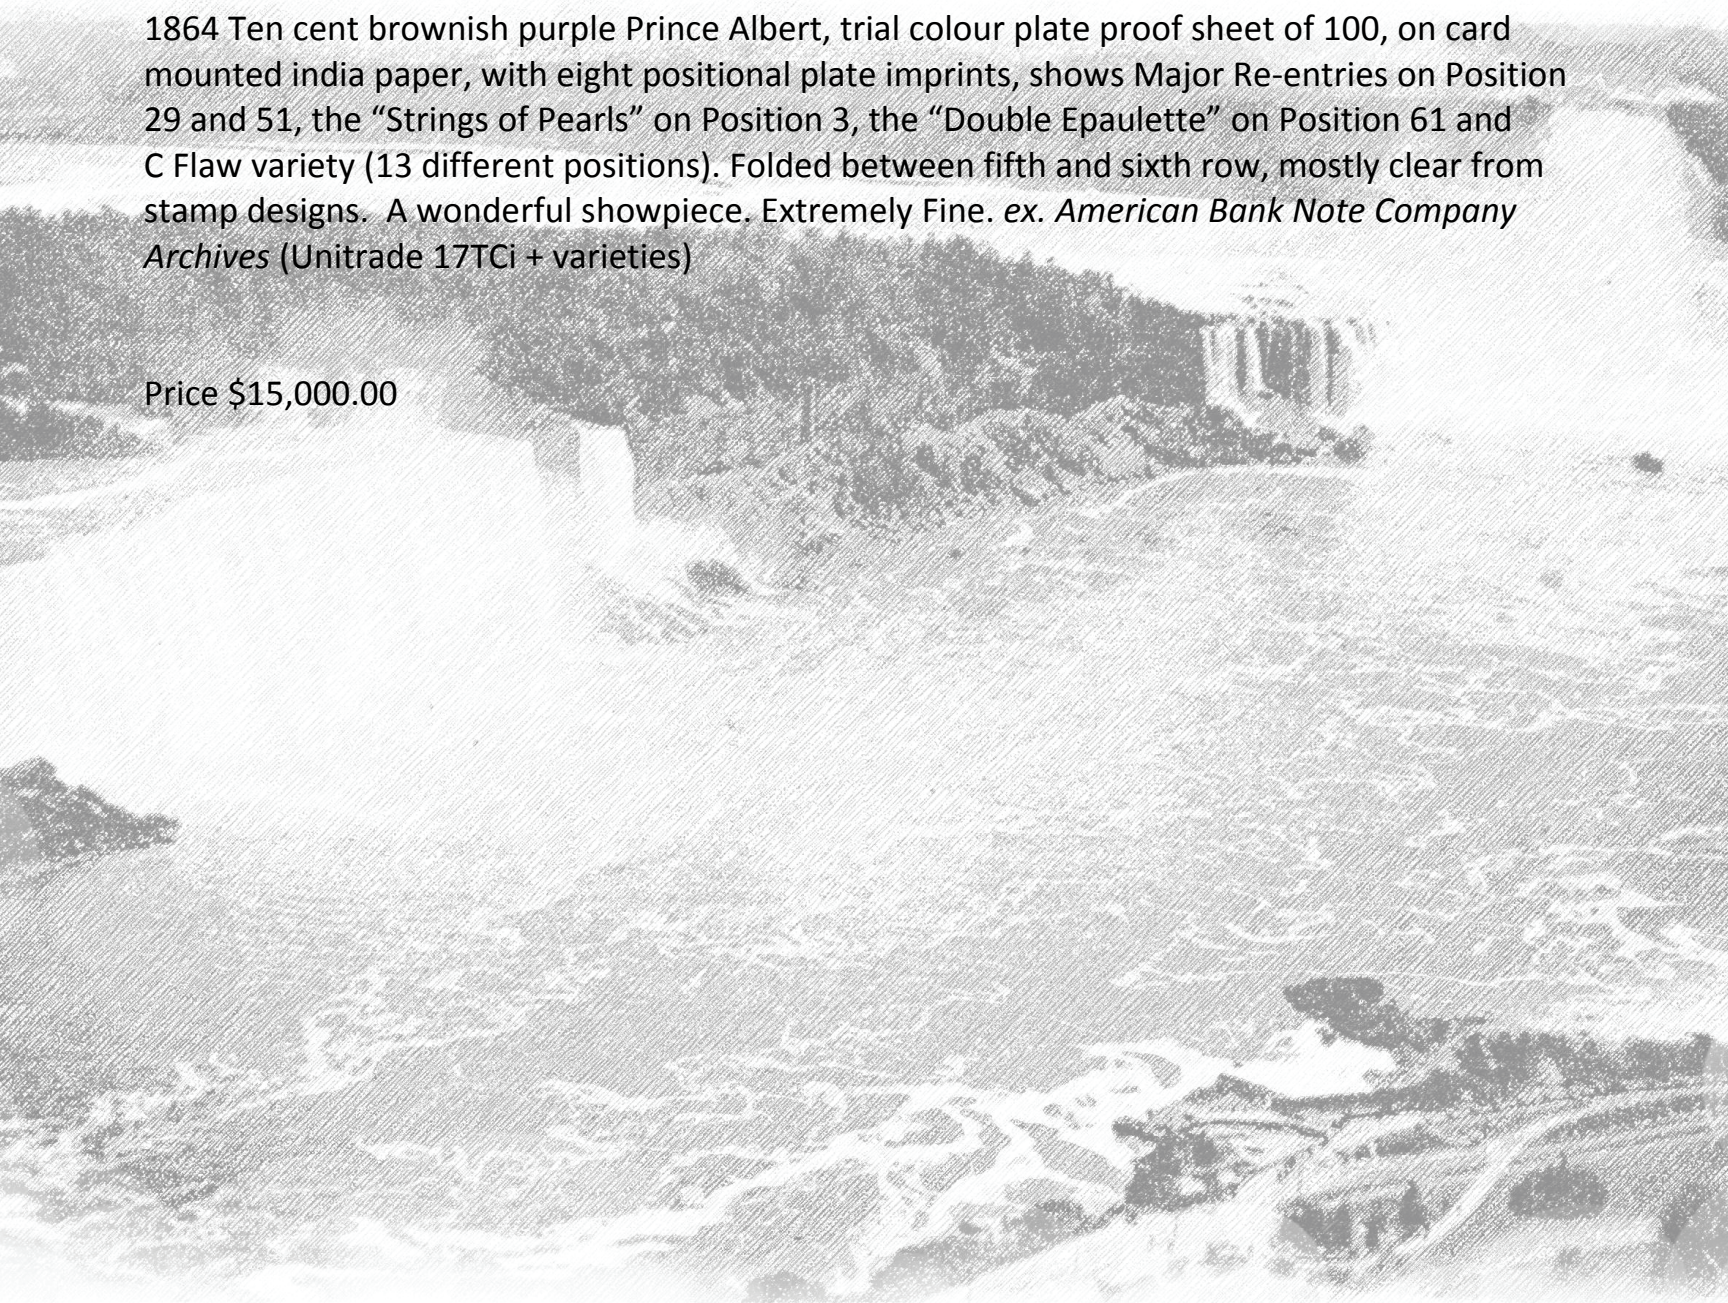 1864 Ten cent brownish purple Prince Albert, trial colour plate proof sheet of 100, on card
mounted india paper, with eight positional plate imprints, shows Major Re-entries on Position
29 and 51, the “Strings of Pearls” on Position 3, the “Double Epaulette” on Position 61 and
C Flaw variety (13 different positions). Folded between fifth and sixth row, mostly clear from
stamp designs.  A wonderful showpiece. Extremely Fine. ex. American Bank Note Company
Archives (Unitrade 17TCi + varieties)
Price $15,000.00